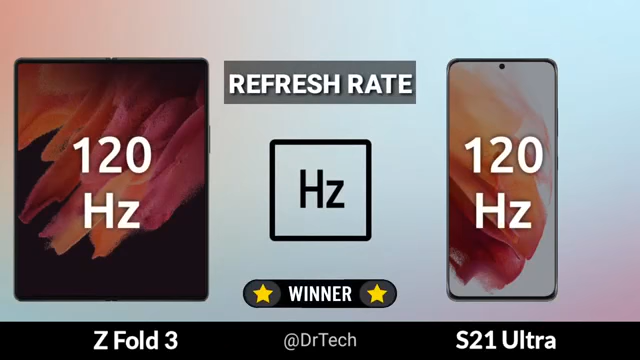 REFRESH RATE
120
Hz
Hz
120
Hz
WINNER
Z Fold 3
@DrTech
S21 Ultra